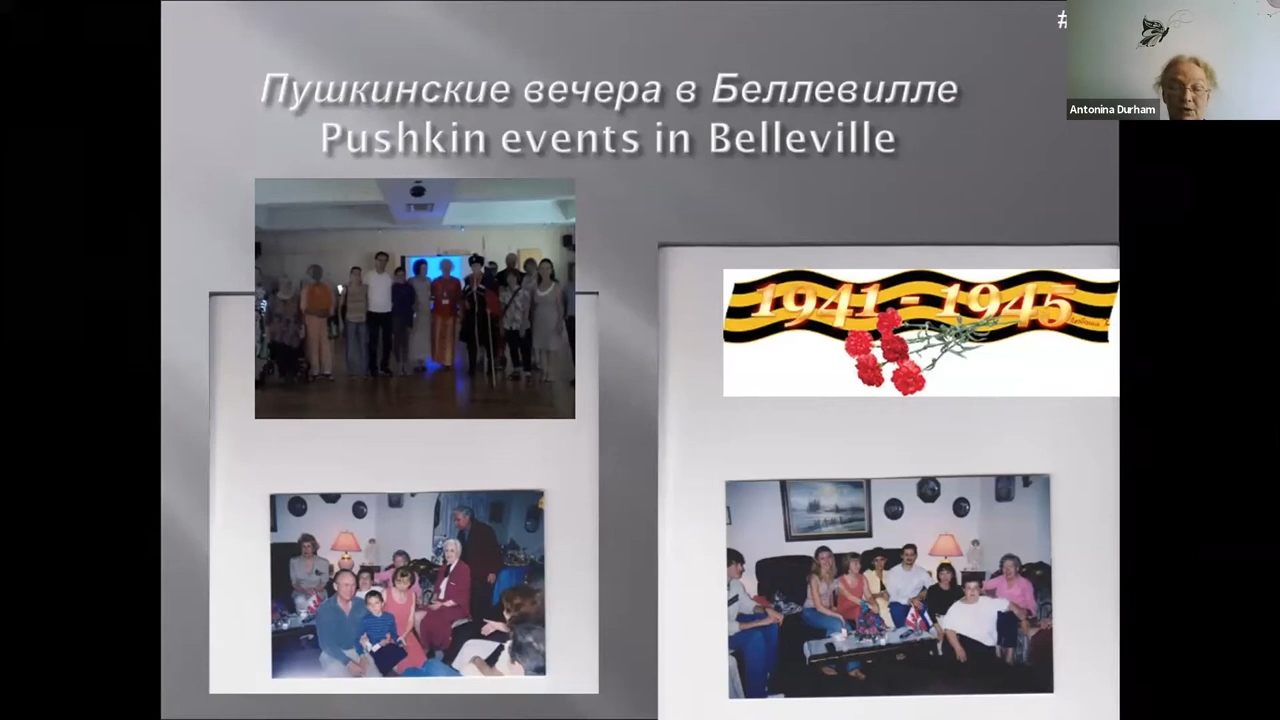 #
Пушкинские вечера в Беллевилле
Pushkin events in Belleville
Antonina Durham
1941 - 1945